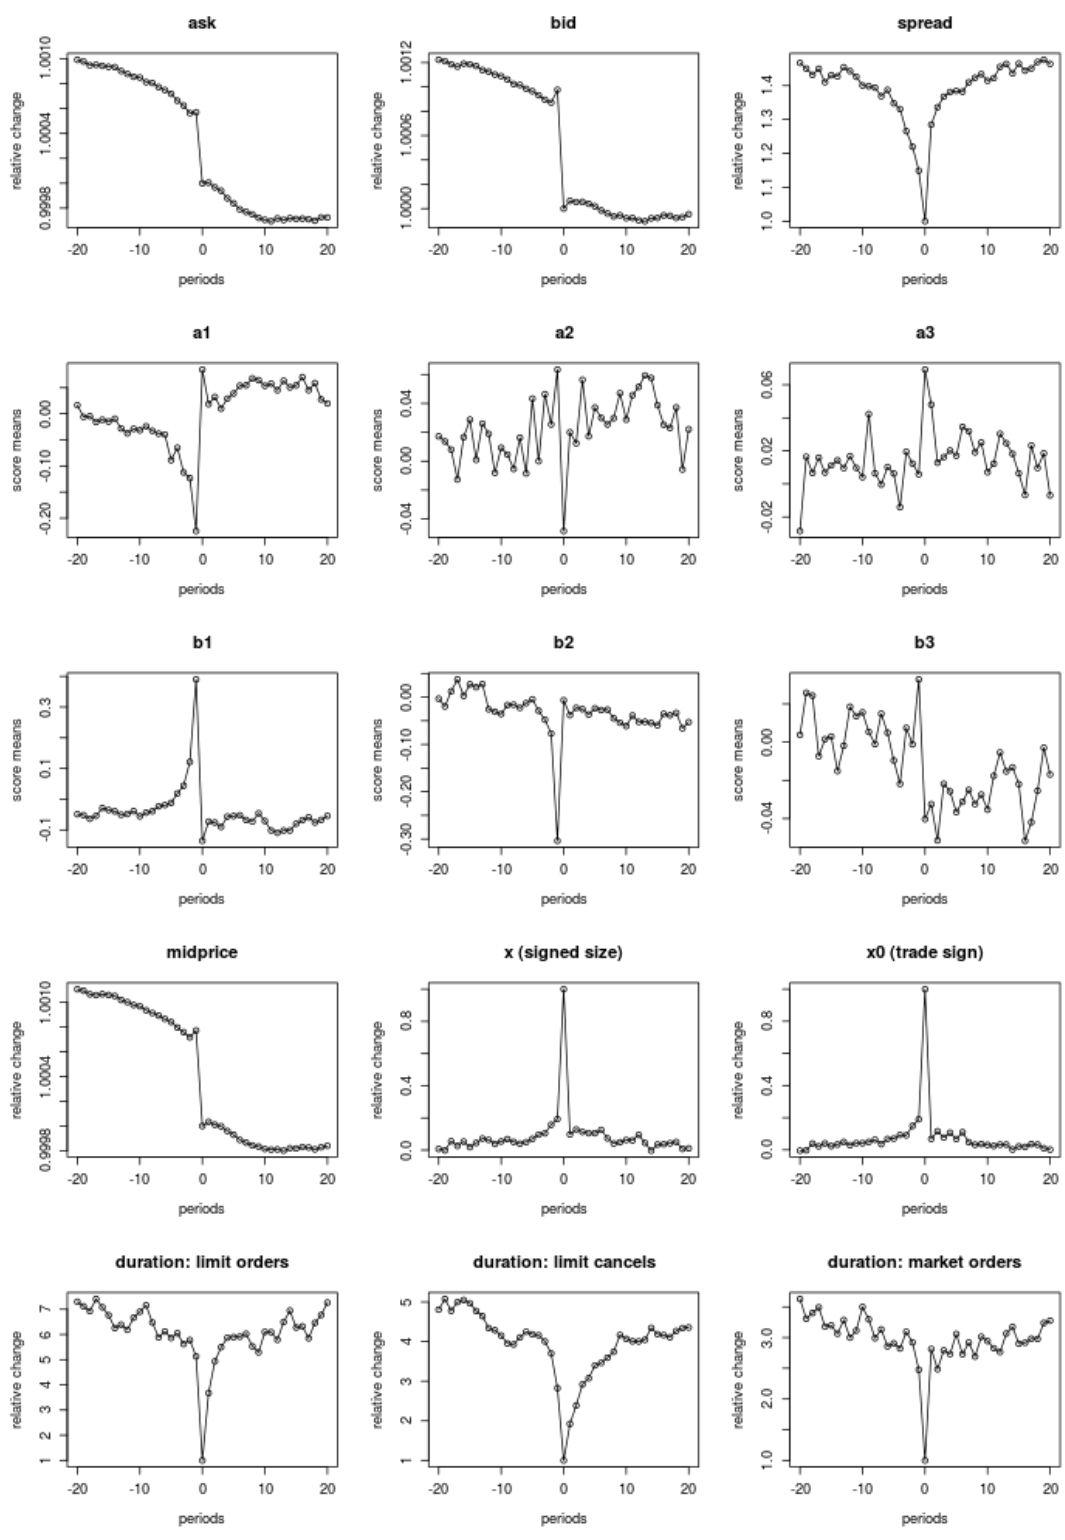 ask
relative change
0.9998 1.0004 1.0010
-20 -10 0 10 20
periods
bid
relative change
1.0000 1.0006 1.0012
-20 -10 0 10 20
periods
spread
relative change
1.0 1.1 1.2 1.3 1.4
-20 -10 0 10 20
periods
a1
score means
-0.20 -0.10 0.00
-20 -10 0 10 20
periods
a2
score means
-0.04 0.00 0.04
-20 -10 0 10 20
periods
a3
score means
-0.02 0.02 0.06
-20 -10 0 10 20
periods
b1
score means
-0.1 0.1 0.3
-20 -10 0 10 20
periods
b2
score means
-0.30 -0.20 -0.10 0.00
-20 -10 0 10 20
periods
b3
score means
-0.04 0.00
-20 -10 0 10 20
periods
midprice
relative change
0.9998 1.0004 1.0010
-20 -10 0 10 20
periods
x (signed size)
relative change
0.0 0.4 0.8
-20 -10 0 10 20
periods
x0 (trade sign)
relative change
0.0 0.4 0.8
-20 -10 0 10 20
periods
duration: limit orders
relative change
1 2 3 4 5 6 7
-20 -10 0 10 20
periods
duration: limit cancels
relative change
1 2 3 4 5
-20 -10 0 10 20
periods
duration: market orders
relative change
1.0 2.0 3.0
-20 -10 0 10 20
periods